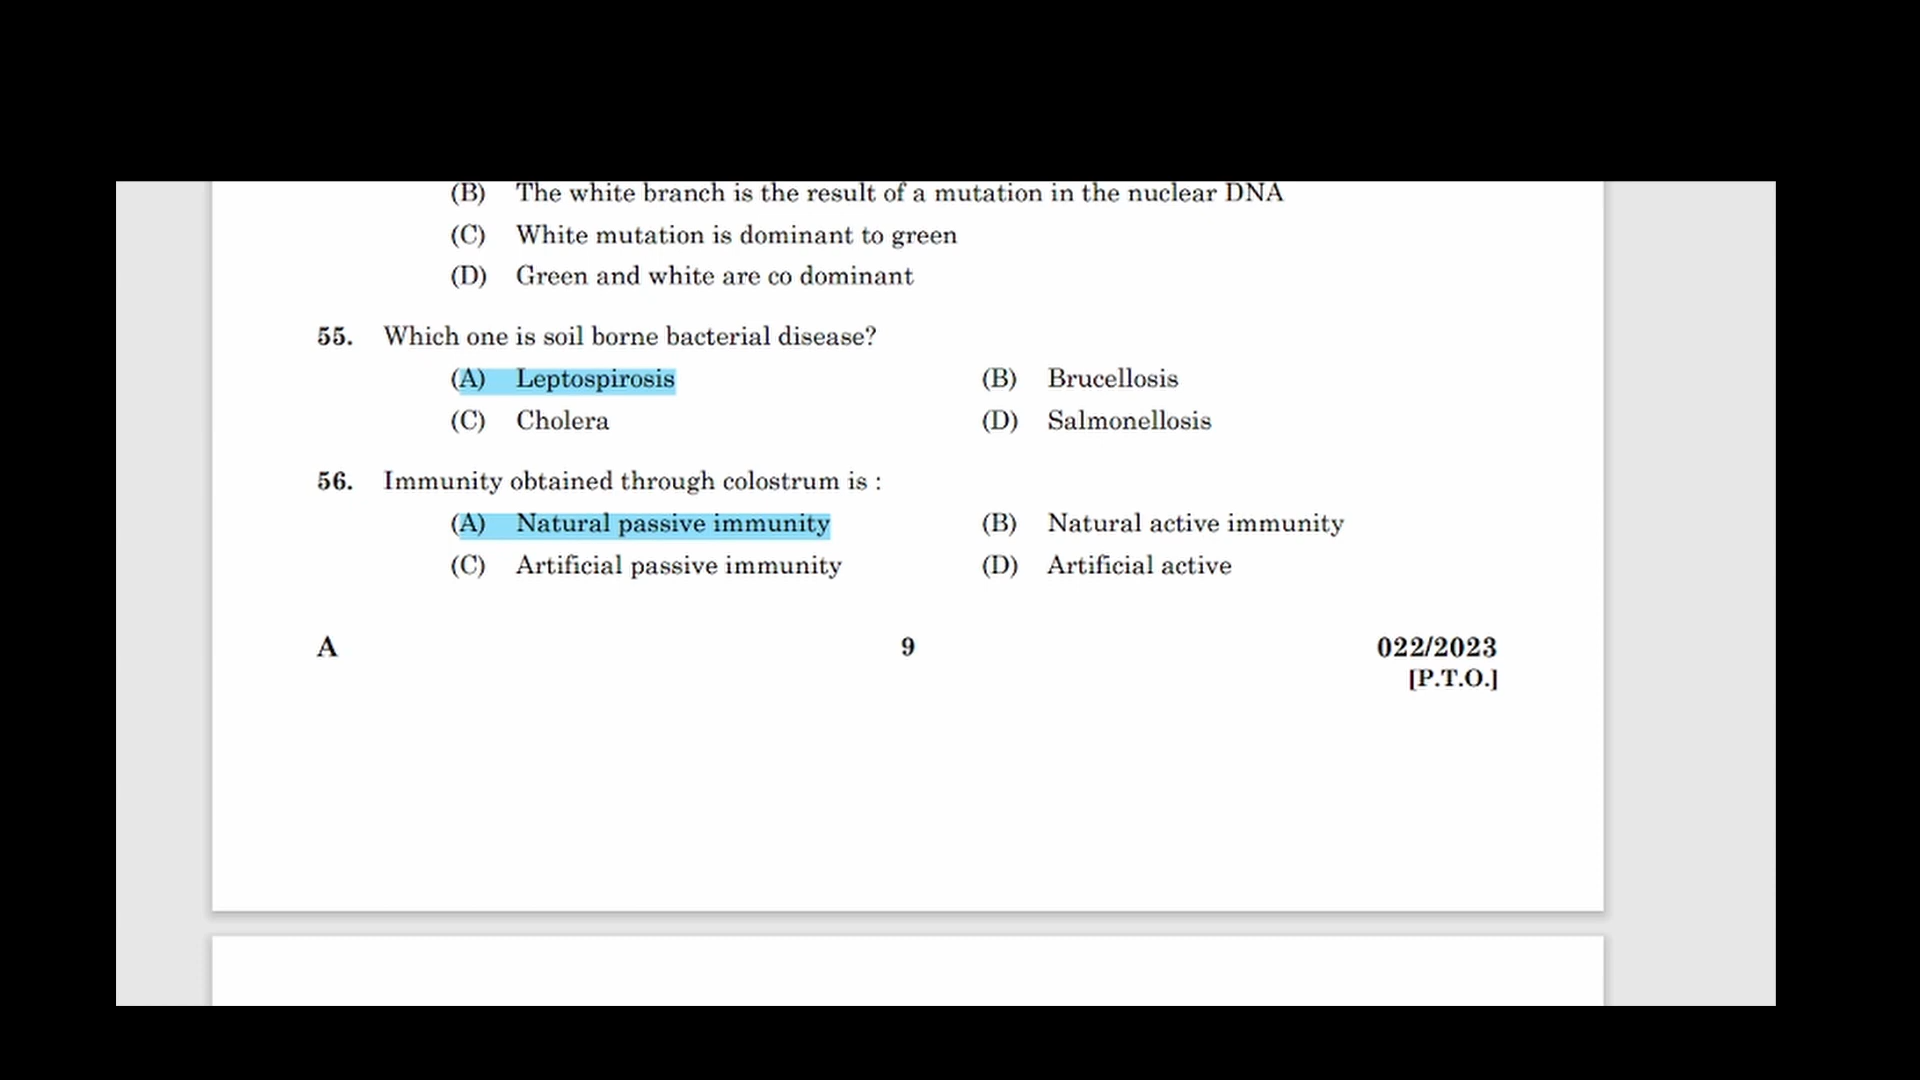 (B) The white branch is the result of a mutation in the nuclear DNA
(C) White mutation is dominant to green
(D) Green and white are co dominant
55. Which one is soil borne bacterial disease?
(A) Leptospirosis (B) Brucellosis
(C) Cholera (D) Salmonellosis
56. Immunity obtained through colostrum is :
(A) Natural passive immunity (B) Natural active immunity
(C) Artificial passive immunity (D) Artificial active
A 9 022/2023
[P.T.O.]